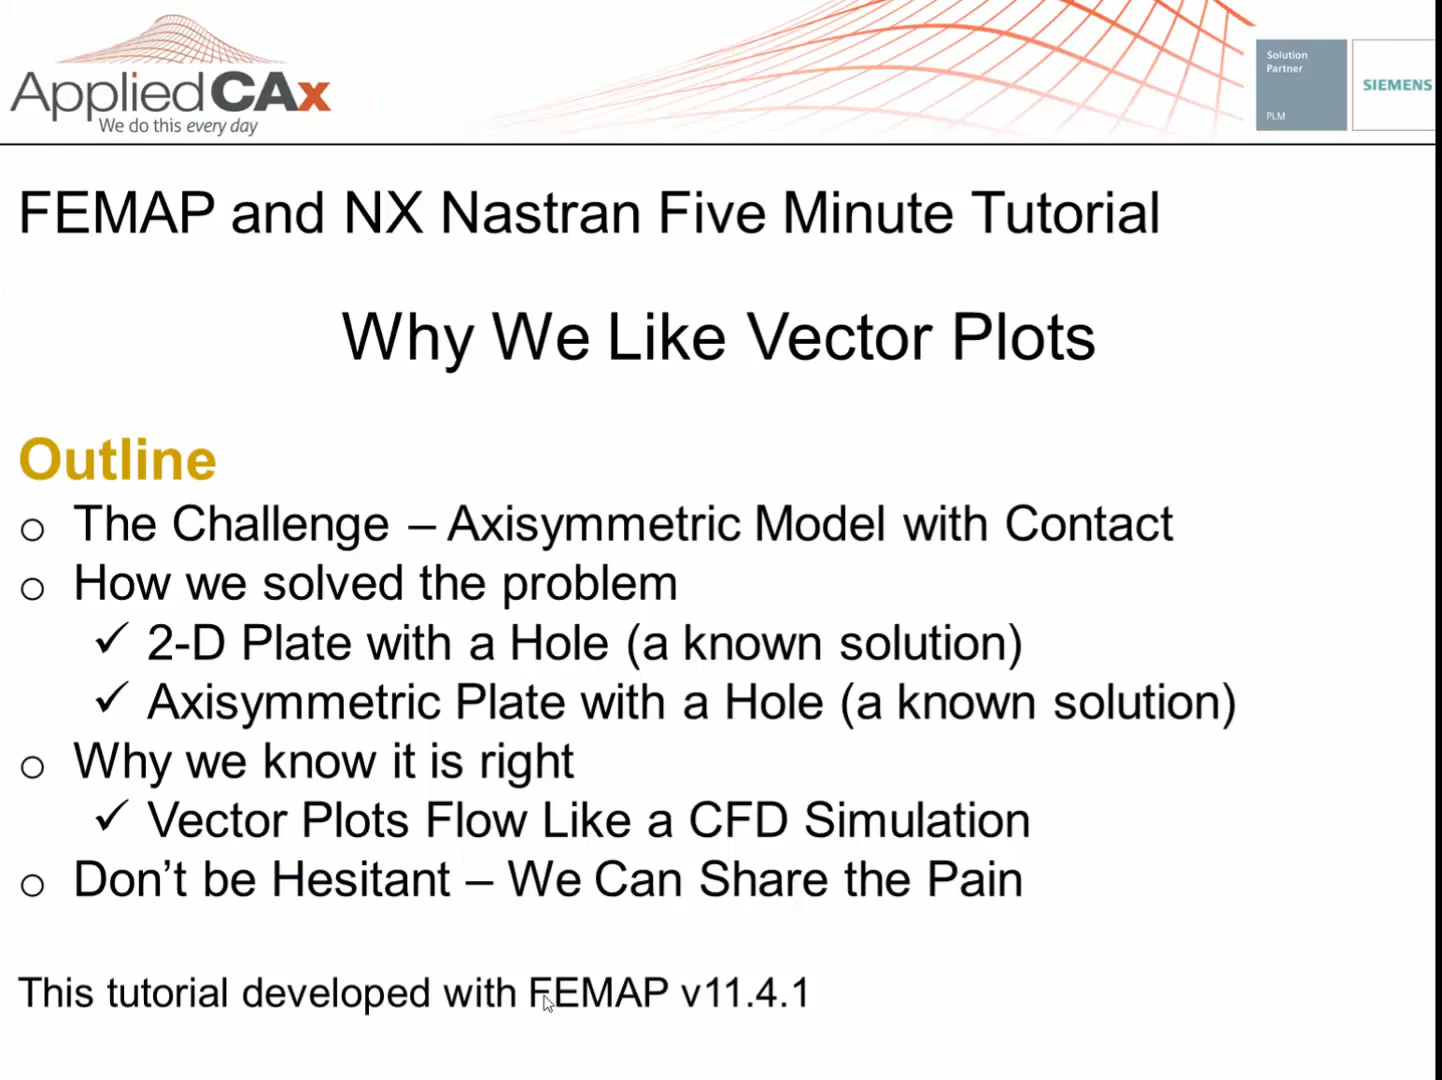 Applied CAx
We do this every day
Solution
Partner
PLM
SIEMENS
FEMAP and NX Nastran Five Minute Tutorial
Why We Like Vector Plots
Outline
o The Challenge – Axisymmetric Model with Contact
o How we solved the problem
✓ 2-D Plate with a Hole (a known solution)
✓ Axisymmetric Plate with a Hole (a known solution)
o Why we know it is right
✓ Vector Plots Flow Like a CFD Simulation
o Don’t be Hesitant – We Can Share the Pain
This tutorial developed with FEMAP v11.4.1